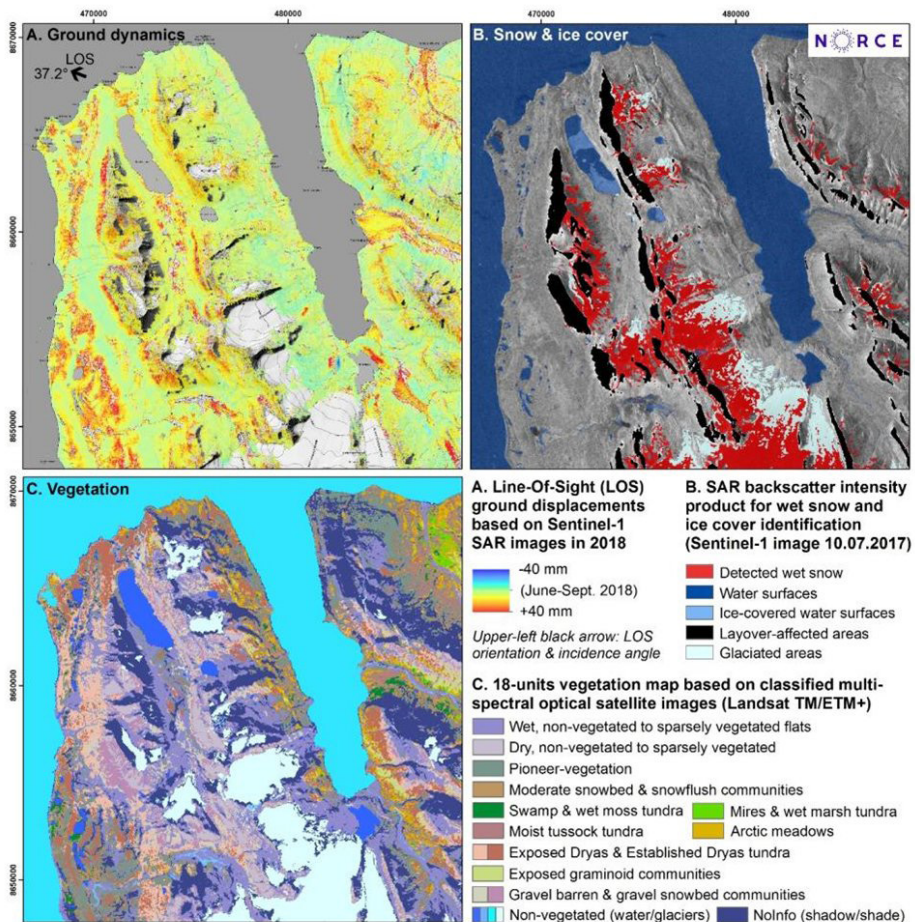 470000
480000
470000
480000
8670000
A. Ground dynamics
LOS
37.2°
B. Snow & ice cover
NORCE
8660000
8650000
C. Vegetation
8670000
8660000
8650000
A. Line-Of-Sight (LOS)
ground displacements
based on Sentinel-1
SAR images in 2018
-40 mm
(June-Sept. 2018)
+40 mm
Upper-left black arrow: LOS
orientation & incidence angle
B. SAR backscatter intensity
product for wet snow and
ice cover identification
(Sentinel-1 image 10.07.2017)
Detected wet snow
Water surfaces
Ice-covered water surfaces
Layover-affected areas
Glaciated areas
C. 18-units vegetation map based on classified multi-
spectral optical satellite images (Landsat TM/ETM+)
Wet, non-vegetated to sparsely vegetated flats
Dry, non-vegetated to sparsely vegetated
Pioneer-vegetation
Moderate snowbed & snowflush communities
Swamp & wet moss tundra
Mires & wet marsh tundra
Moist tussock tundra
Arctic meadows
Exposed Dryas & Established Dryas tundra
Exposed graminoid communities
Gravel barren & gravel snowbed communities
Non-vegetated (water/glaciers)
NoInfo (shadow/shade)